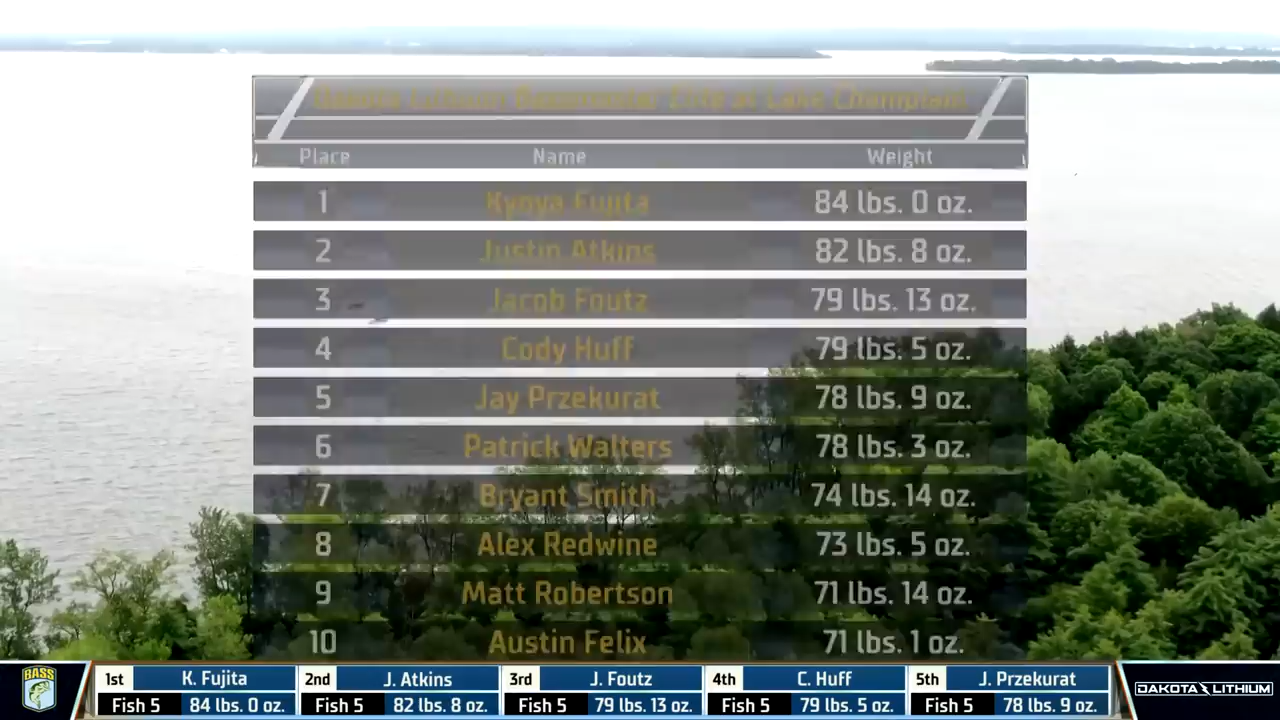 Dakota Lithium Bassmaster Elite at Lake Champlain
Place Name Weight
1 Kyoya Fujita 84 lbs. 0 oz.
2 Justin Atkins 82 lbs. 8 oz.
3 Jacob Foutz 79 lbs. 13 oz.
4 Cody Huff 79 lbs. 5 oz.
5 Jay Przekurat 78 lbs. 9 oz.
6 Patrick Walters 78 lbs. 3 oz.
7 Bryant Smith 74 lbs. 14 oz.
8 Alex Redwine 73 lbs. 5 oz.
9 Matt Robertson 71 lbs. 14 oz.
10 Austin Felix 71 lbs. 1 oz.
BASS
1st K. Fujita 2nd J. Atkins 3rd J. Foutz 4th C. Huff 5th J. Przekurat
Fish 5 84 lbs. 0 oz. Fish 5 82 lbs. 8 oz. Fish 5 79 lbs. 13 oz. Fish 5 79 lbs. 5 oz. Fish 5 78 lbs. 9 oz.
DAKOTA LITHIUM